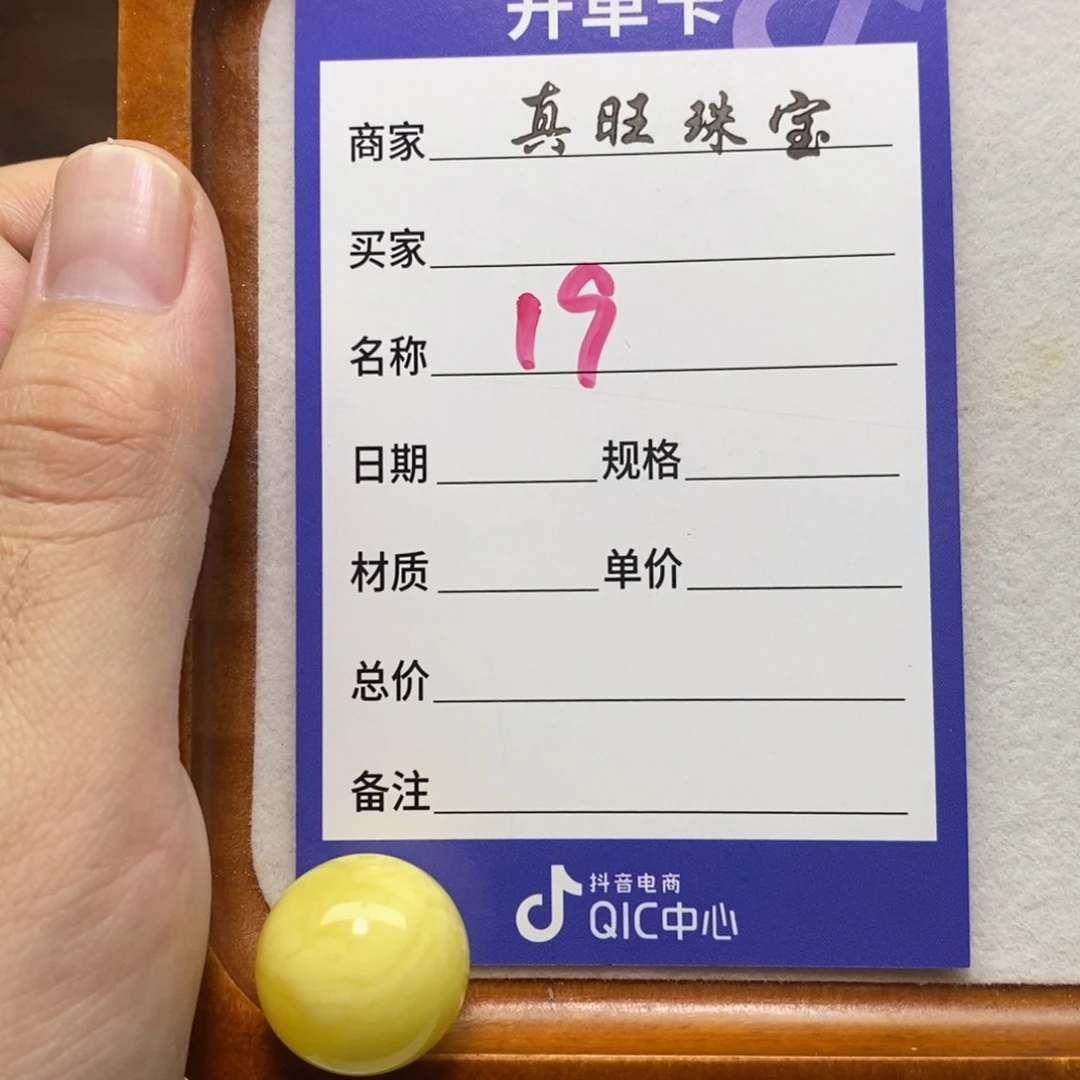 开单卡
商家 真旺珠宝
买家
名称 19
日期 规格
材质 单价
总价
备注
抖音电商
QIC中心